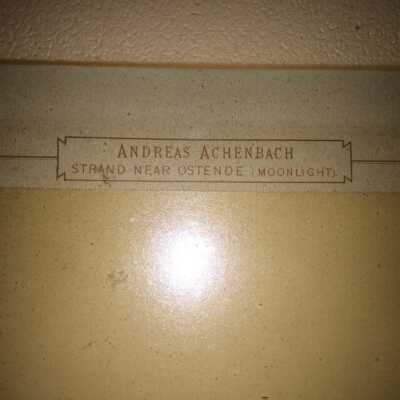 ANDREAS ACHENBACH
STRAND NEAR OSTENDE (MOONLIGHT).